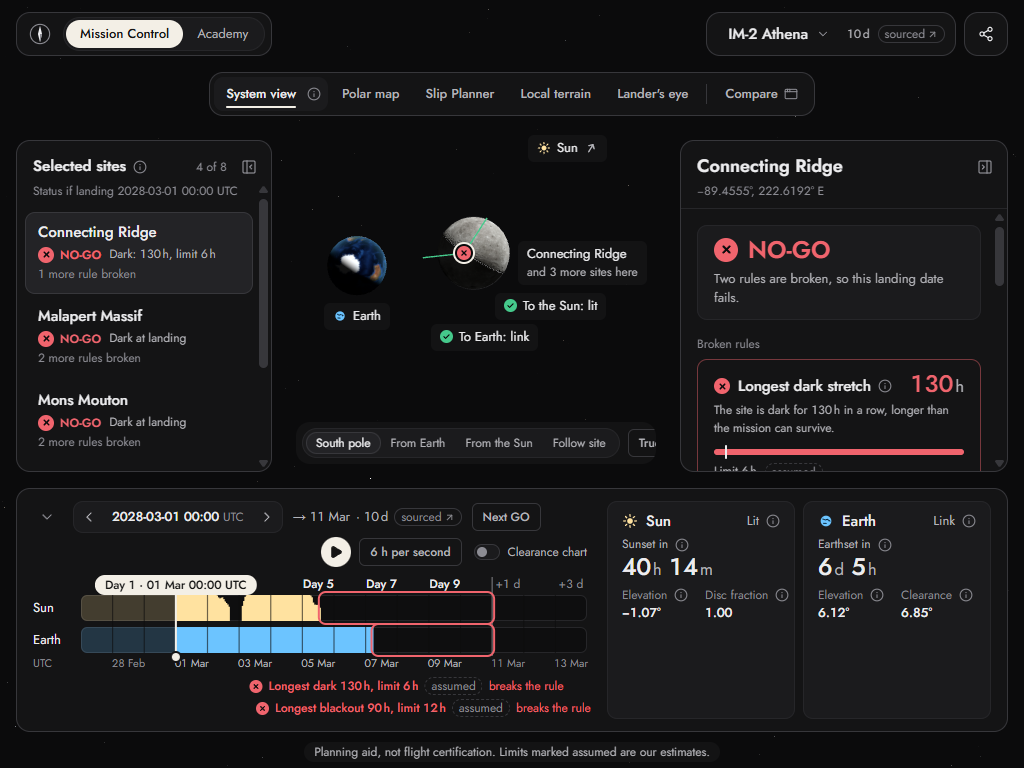 Mission Control
Academy
IM-2 Athena
10d
sourced ↗
System view
Polar map
Slip Planner
Local terrain
Lander's eye
Compare
Selected sites
4 of 8
Status if landing 2028-03-01 00:00 UTC
Connecting Ridge
NO-GO Dark: 130h, limit 6h
1 more rule broken
Malapert Massif
NO-GO Dark at landing
2 more rules broken
Mons Mouton
NO-GO Dark at landing
2 more rules broken
Sun ↗
Connecting Ridge
and 3 more sites here
Earth
To the Sun: lit
To Earth: link
South pole
From Earth
From the Sun
Follow site
Connecting Ridge
−89.4555°, 222.6192° E
NO-GO
Two rules are broken, so this landing date
fails.
Broken rules
Longest dark stretch 130h
The site is dark for 130h in a row, longer than
the mission can survive.
Limit 6h assumed
2028-03-01 00:00 UTC
→ 11 Mar · 10d sourced ↗
Next GO
6 h per second
Clearance chart
Day 1 · 01 Mar 00:00 UTC
Day 5
Day 7
Day 9
+1 d
+3 d
Sun
Earth
UTC
28 Feb
01 Mar
03 Mar
05 Mar
07 Mar
09 Mar
11 Mar
13 Mar
Longest dark 130h, limit 6h assumed breaks the rule
Longest blackout 90h, limit 12h assumed breaks the rule
Sun
Lit
Sunset in
40h 14m
Elevation
Disc fraction
−1.07°
1.00
Earth
Link
Earthset in
6d 5h
Elevation
Clearance
6.12°
6.85°
Planning aid, not flight certification. Limits marked assumed are our estimates.